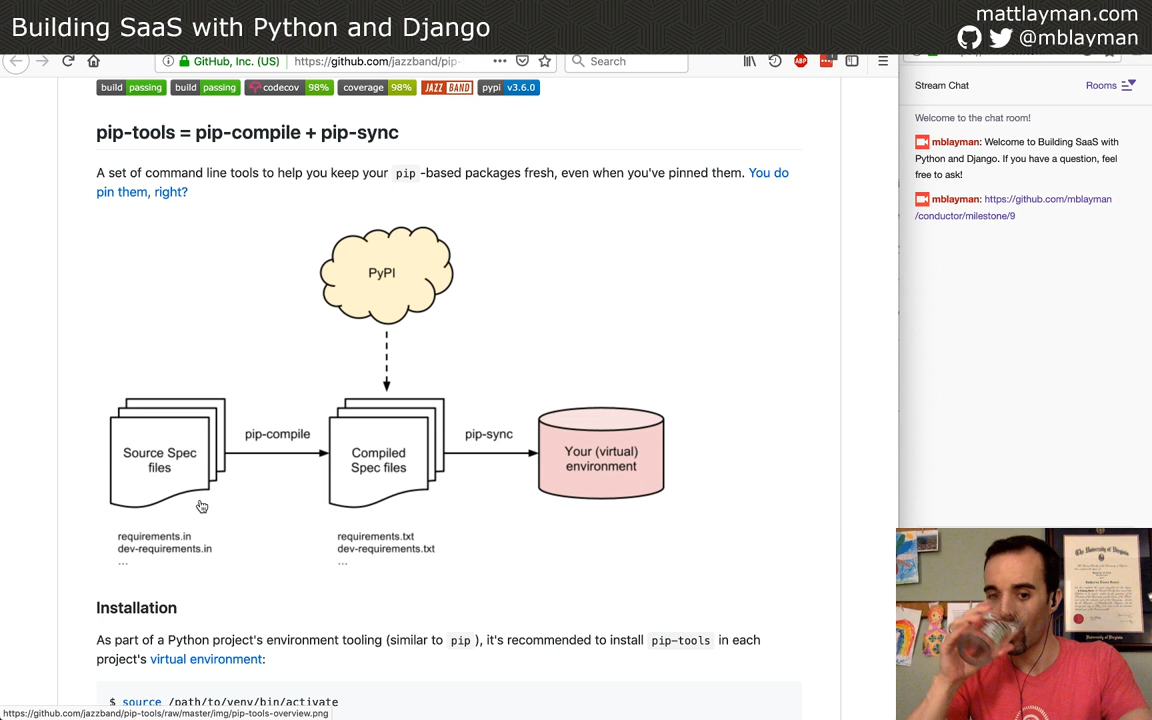 Building SaaS with Python and Django
mattlayman.com
@mblayman
GitHub, Inc. (US)
https://github.com/jazzband/pip-
Search
build passing
build passing
codecov 98%
coverage 98%
JAZZ BAND
pypi v3.6.0
pip-tools = pip-compile + pip-sync
A set of command line tools to help you keep your pip -based packages fresh, even when you've pinned them. You do
pin them, right?
PyPI
Source Spec
files
pip-compile
Compiled
Spec files
pip-sync
Your (virtual)
environment
requirements.in
dev-requirements.in
...
requirements.txt
dev-requirements.txt
...
Installation
As part of a Python project's environment tooling (similar to pip ), it's recommended to install pip-tools in each
project's virtual environment:
$ source /path/to/venv/bin/activate
https://github.com/jazzband/pip-tools/raw/master/img/pip-tools-overview.png
Stream Chat
Rooms
Welcome to the chat room!
mblayman: Welcome to Building SaaS with
Python and Django. If you have a question, feel
free to ask!
mblayman: https://github.com/mblayman
/conductor/milestone/9
ABP
The University of Virginia